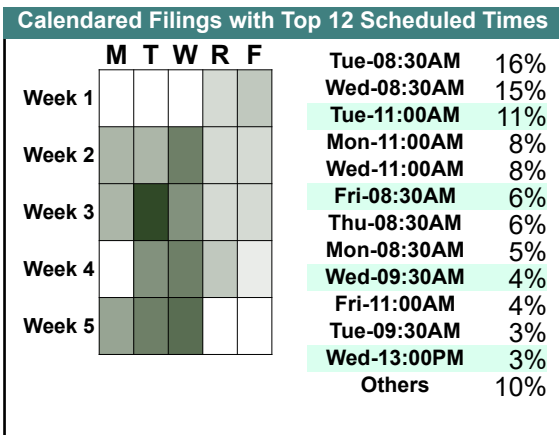 Calendared Filings with Top 12 Scheduled Times
M T W R F
Week 1
Week 2
Week 3
Week 4
Week 5
Tue-08:30AM 16%
Wed-08:30AM 15%
Tue-11:00AM 11%
Mon-11:00AM 8%
Wed-11:00AM 8%
Fri-08:30AM 6%
Thu-08:30AM 6%
Mon-08:30AM 5%
Wed-09:30AM 4%
Fri-11:00AM 4%
Tue-09:30AM 3%
Wed-13:00PM 3%
Others 10%